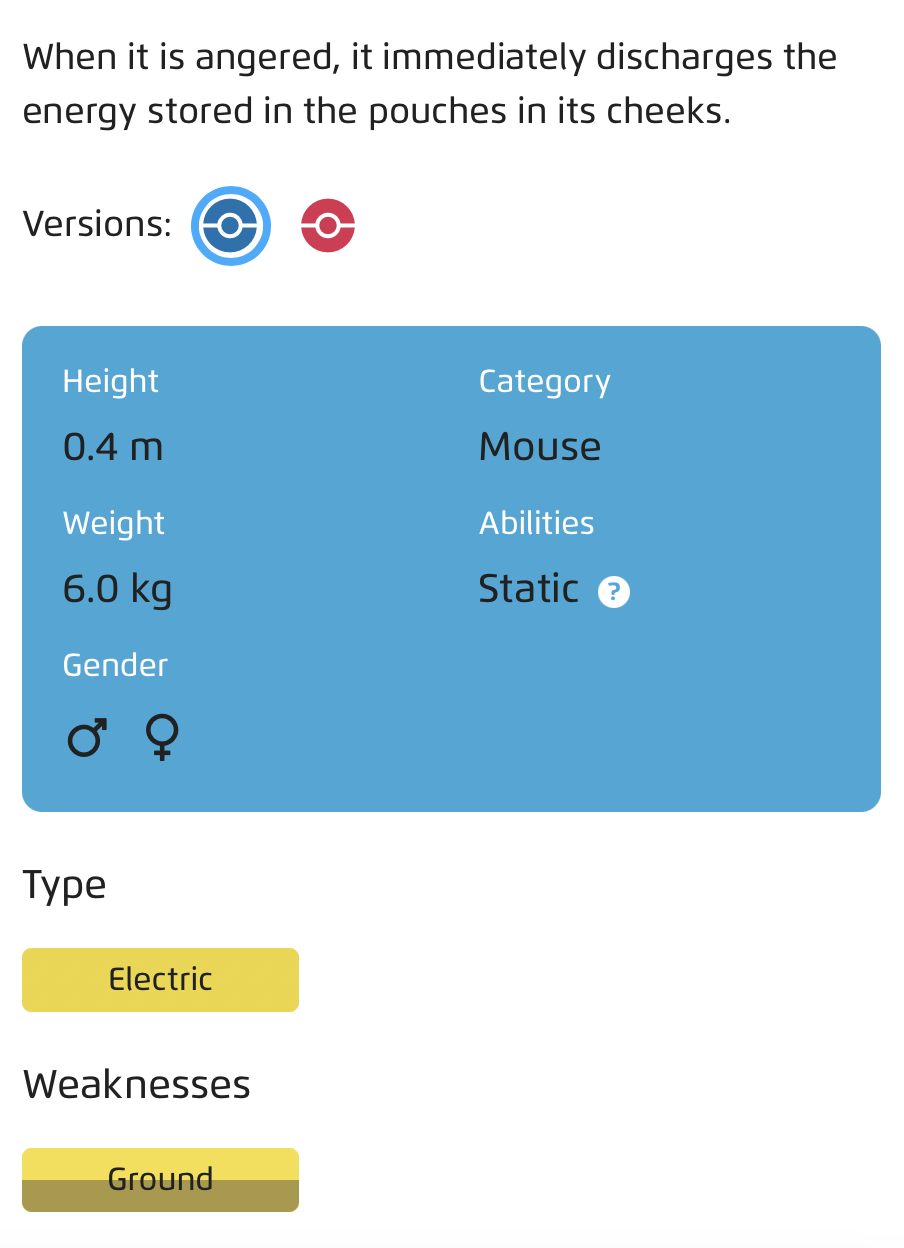 When it is angered, it immediately discharges the
energy stored in the pouches in its cheeks.
Versions:
Height
0.4 m
Category
Mouse
Weight
6.0 kg
Abilities
Static ?
Gender
♂ ♀
Type
Electric
Weaknesses
Ground